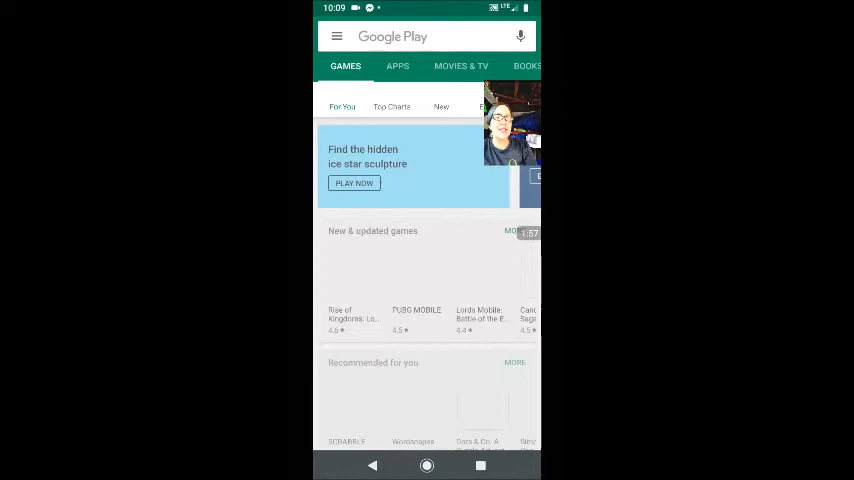 10:09 LTE
Google Play
GAMES APPS MOVIES & TV BOOKS
For You Top Charts New
Find the hidden
ice star sculpture
PLAY NOW
New & updated games
1:57
Rise of
Kingdoms: Lo...
4.6★
PUBG MOBILE
4.5★
Lords Mobile:
Battle of the E...
4.4★
Canc
Saga
4.5★
Recommended for you MORE
SCRABBLE Wordscapes Dots & Co: A